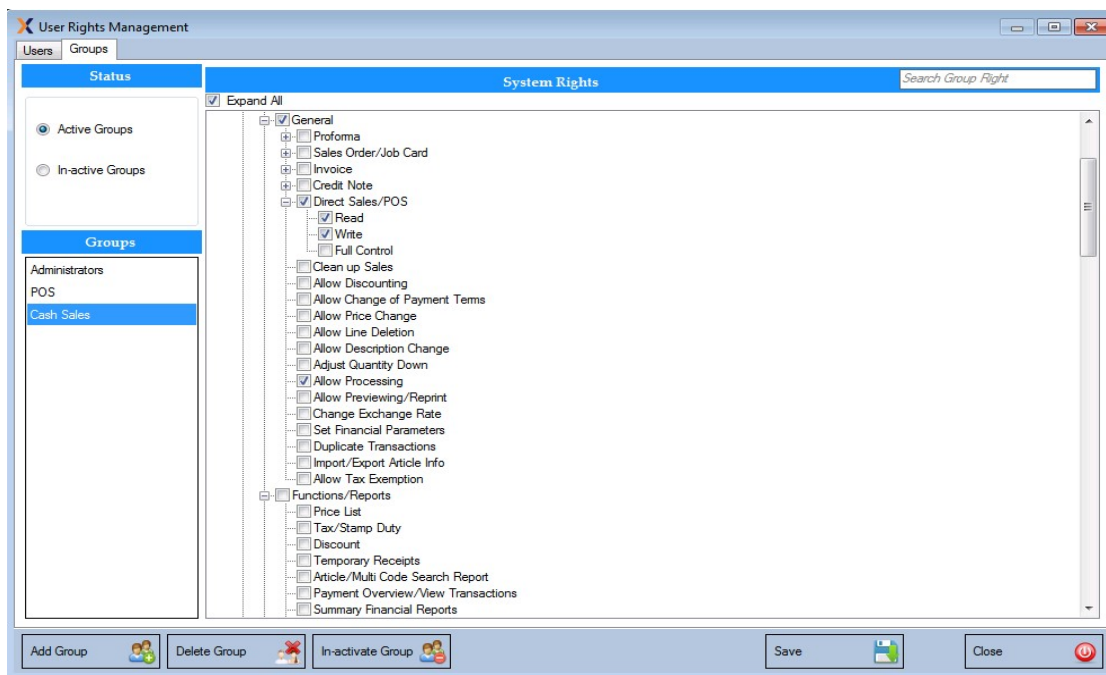 User Rights Management
Users Groups
Status
System Rights
Search Group Right
Expand All
Active Groups
In-active Groups
Groups
Administrators
POS
Cash Sales
General
Proforma
Sales Order/Job Card
Invoice
Credit Note
Direct Sales/POS
Read
Write
Full Control
Clean up Sales
Allow Discounting
Allow Change of Payment Terms
Allow Price Change
Allow Line Deletion
Allow Description Change
Adjust Quantity Down
Allow Processing
Allow Previewing/Reprint
Change Exchange Rate
Set Financial Parameters
Duplicate Transactions
Import/Export Article Info
Allow Tax Exemption
Functions/Reports
Price List
Tax/Stamp Duty
Discount
Temporary Receipts
Article/Multi Code Search Report
Payment Overview/View Transactions
Summary Financial Reports
Add Group Delete Group In-activate Group Save Close